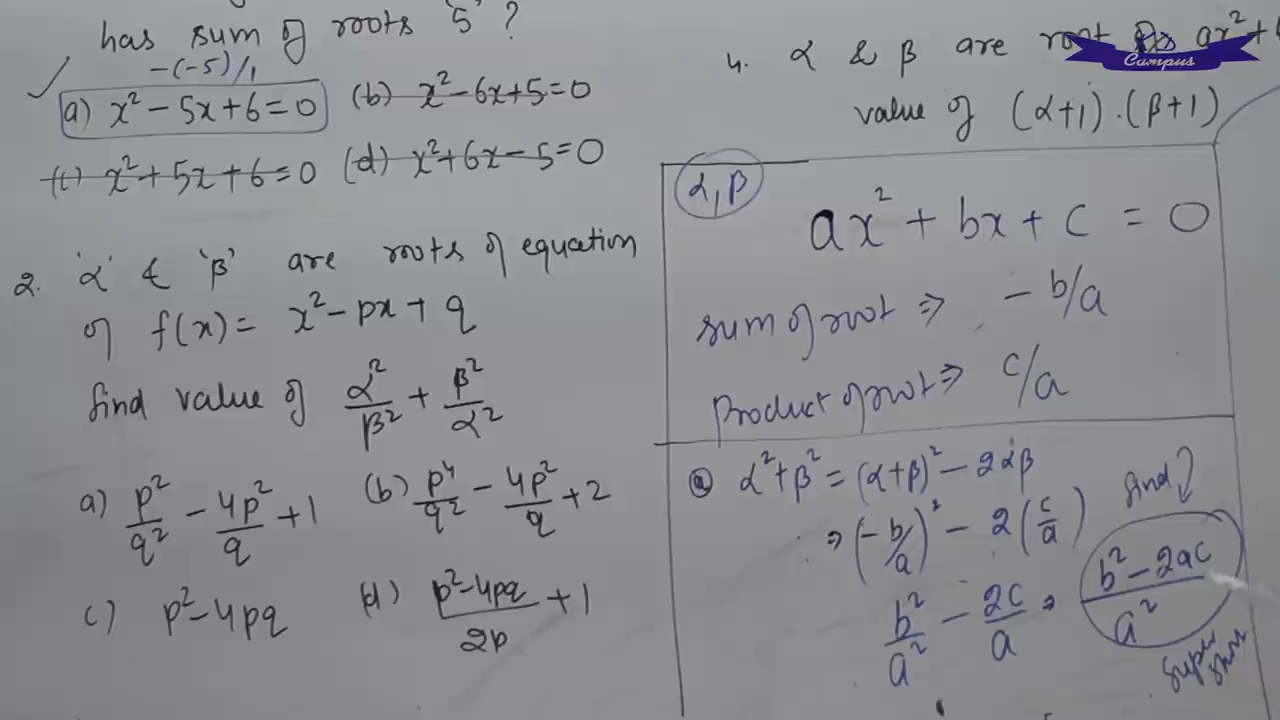 has sum of roots '5' ?
-(-5)/1
a) x² - 5x + 6 = 0 (b) x² - 6x + 5 = 0
(c) x² + 5x + 6 = 0 (d) x² + 6x - 5 = 0
2. 'α' & 'β' are roots of equation
of f(x) = x² - px + q
find value of α²/β² + β²/α²
a) p²/q² - 4p²/q + 1 (b) p⁴/q² - 4p²/q + 2
c) p² - 4pq (d) p² - 4pq/2p + 1
4. α & β are root ax² +
Campus
value of (α+1).(β+1)
α, β
ax² + bx + c = 0
sum of root ⇒ - b/a
Product of root ⇒ c/a
@ α² + β² = (α+β)² - 2αβ
⇒ (-b/a)² - 2(c/a)
find
b²/a² - 2c/a ⇒ b² - 2ac/a²
super